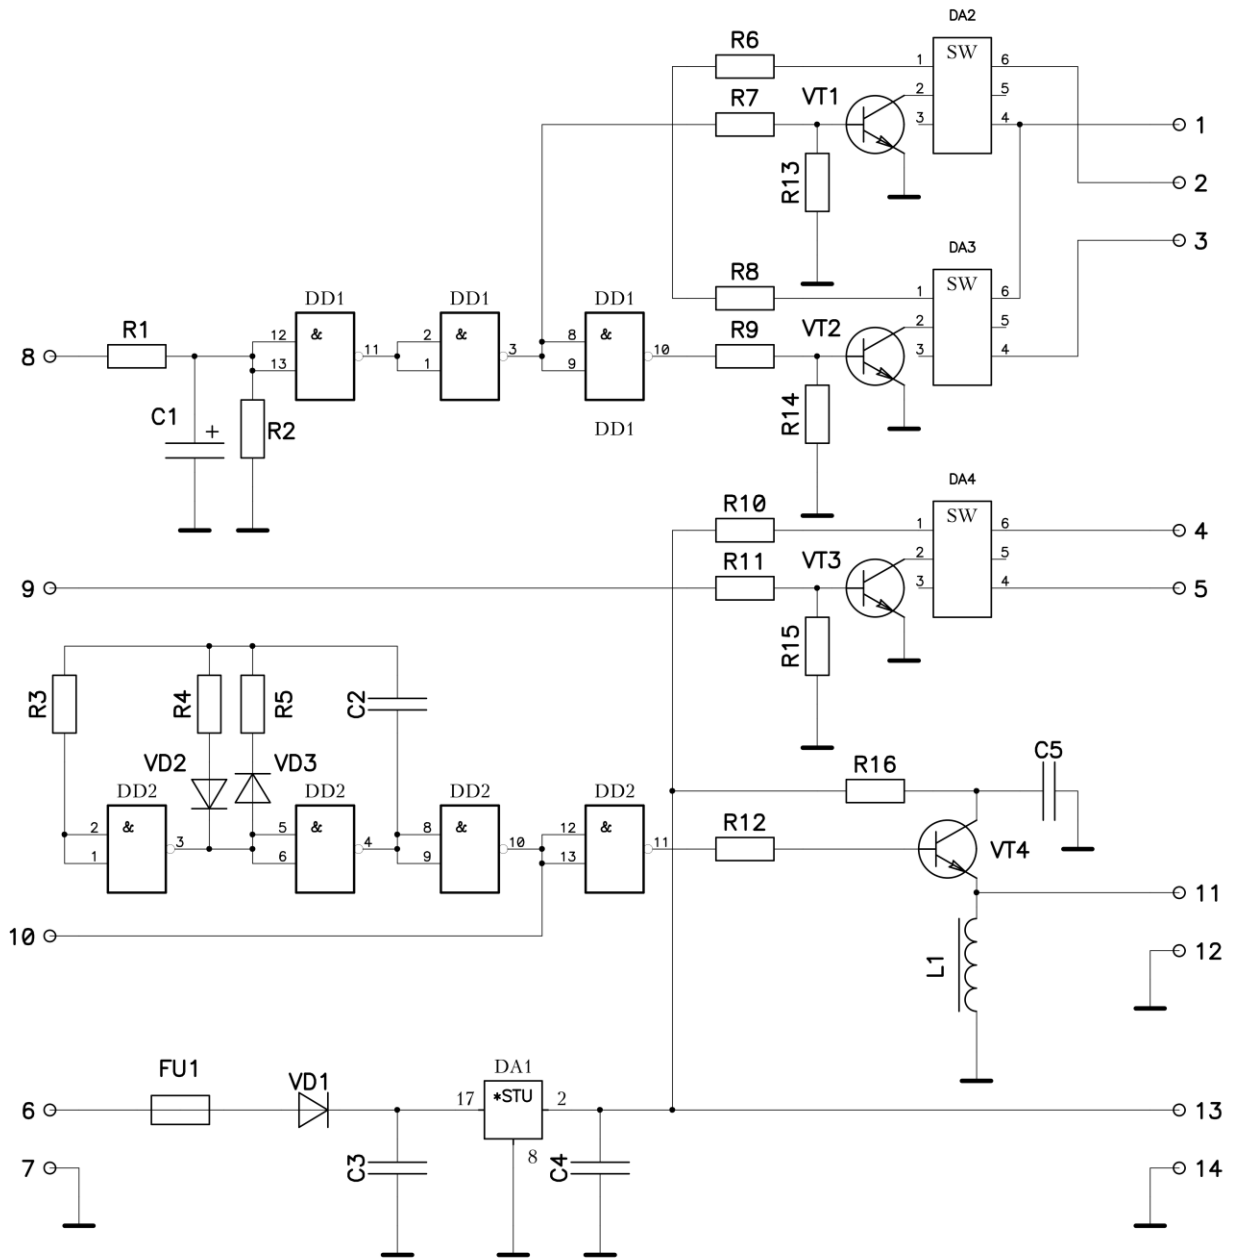 DA2
R6
1
SW
6
R7
VT1
2
5
3
4
1
R13
2
3
DA3
R8
1
SW
6
DD1
DD1
DD1
R9
VT2
2
5
R1
12
&
2
&
8
&
8
11
3
10
3
4
13
1
9
C1
+
R2
DD1
R14
DA4
R10
1
SW
6
4
R11
VT3
2
5
9
3
4
5
R15
R3
R4
R5
C2
VD2
VD3
R16
C5
DD2
DD2
DD2
DD2
2
&
5
&
8
&
12
&
R12
3
4
10
11
VT4
1
6
9
13
11
10
12
L1
FU1
VD1
DA1
*STU
17
2
6
13
8
7
C3
C4
14